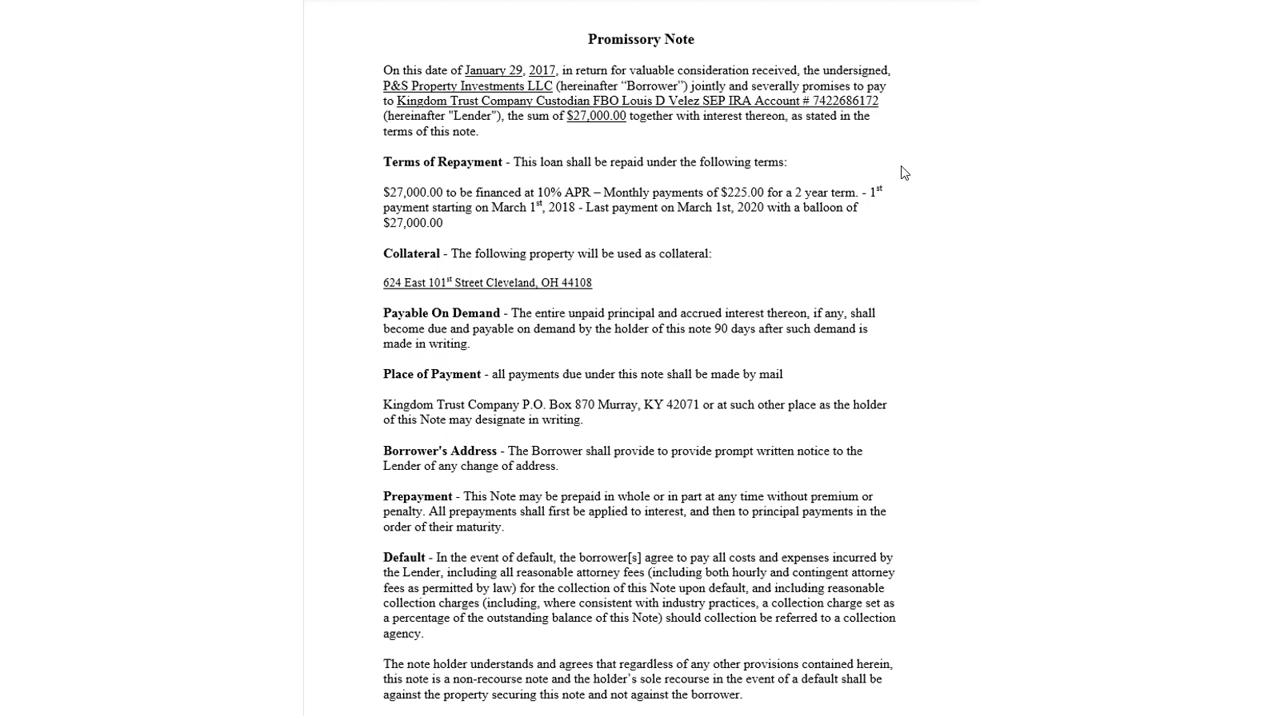 Promissory Note
On this date of January 29, 2017, in return for valuable consideration received, the undersigned,
P&S Property Investments LLC (hereinafter “Borrower”) jointly and severally promises to pay
to Kingdom Trust Company Custodian FBO Louis D Velez SEP IRA Account # 7422686172
(hereinafter "Lender"), the sum of $27,000.00 together with interest thereon, as stated in the
terms of this note.
Terms of Repayment - This loan shall be repaid under the following terms:
$27,000.00 to be financed at 10% APR – Monthly payments of $225.00 for a 2 year term. - 1st
payment starting on March 1st, 2018 - Last payment on March 1st, 2020 with a balloon of
$27,000.00
Collateral - The following property will be used as collateral:
624 East 101st Street Cleveland, OH 44108
Payable On Demand - The entire unpaid principal and accrued interest thereon, if any, shall
become due and payable on demand by the holder of this note 90 days after such demand is
made in writing.
Place of Payment - all payments due under this note shall be made by mail
Kingdom Trust Company P.O. Box 870 Murray, KY 42071 or at such other place as the holder
of this Note may designate in writing.
Borrower's Address - The Borrower shall provide to provide prompt written notice to the
Lender of any change of address.
Prepayment - This Note may be prepaid in whole or in part at any time without premium or
penalty. All prepayments shall first be applied to interest, and then to principal payments in the
order of their maturity.
Default - In the event of default, the borrower[s] agree to pay all costs and expenses incurred by
the Lender, including all reasonable attorney fees (including both hourly and contingent attorney
fees as permitted by law) for the collection of this Note upon default, and including reasonable
collection charges (including, where consistent with industry practices, a collection charge set as
a percentage of the outstanding balance of this Note) should collection be referred to a collection
agency.
The note holder understands and agrees that regardless of any other provisions contained herein,
this note is a non-recourse note and the holder's sole recourse in the event of a default shall be
against the property securing this note and not against the borrower.